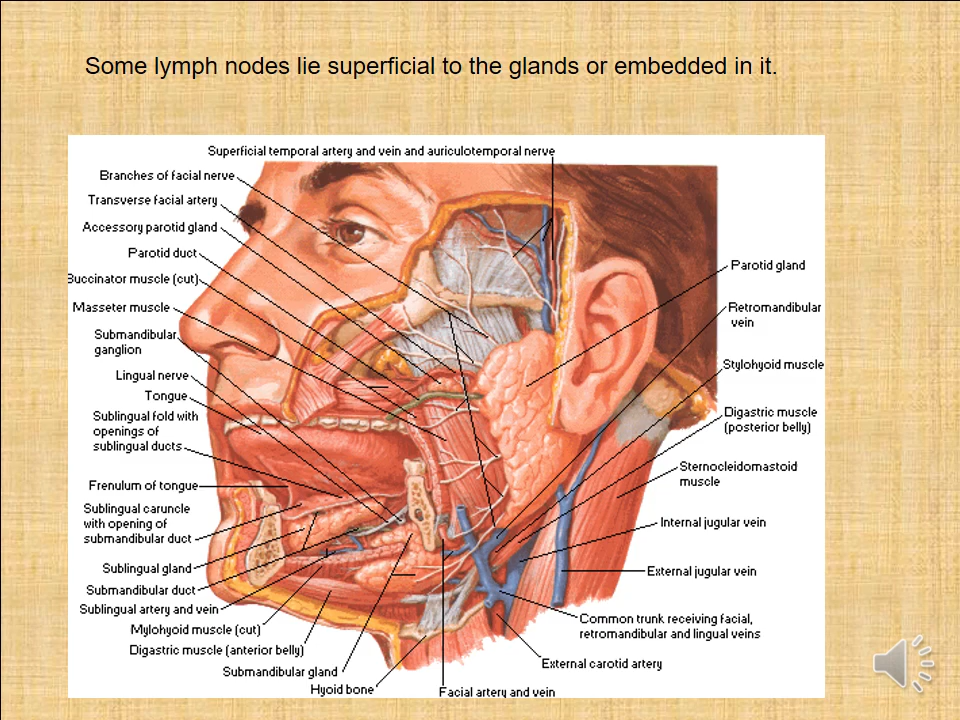 Some lymph nodes lie superficial to the glands or embedded in it.
Superficial temporal artery and vein and auriculotemporal nerve
Branches of facial nerve
Transverse facial artery
Accessory parotid gland
Parotid duct
Buccinator muscle (cut)
Masseter muscle
Submandibular
ganglion
Lingual nerve
Tongue
Sublingual fold with
openings of
sublingual ducts
Frenulum of tongue
Sublingual caruncle
with opening of
submandibular duct
Sublingual gland
Submandibular duct
Sublingual artery and vein
Mylohyoid muscle (cut)
Digastric muscle (anterior belly)
Submandibular gland
Hyoid bone
Facial artery and vein
Parotid gland
Retromandibular
vein
Stylohyoid muscle
Digastric muscle
(posterior belly)
Sternocleidomastoid
muscle
Internal jugular vein
External jugular vein
Common trunk receiving facial,
retromandibular and lingual veins
External carotid artery